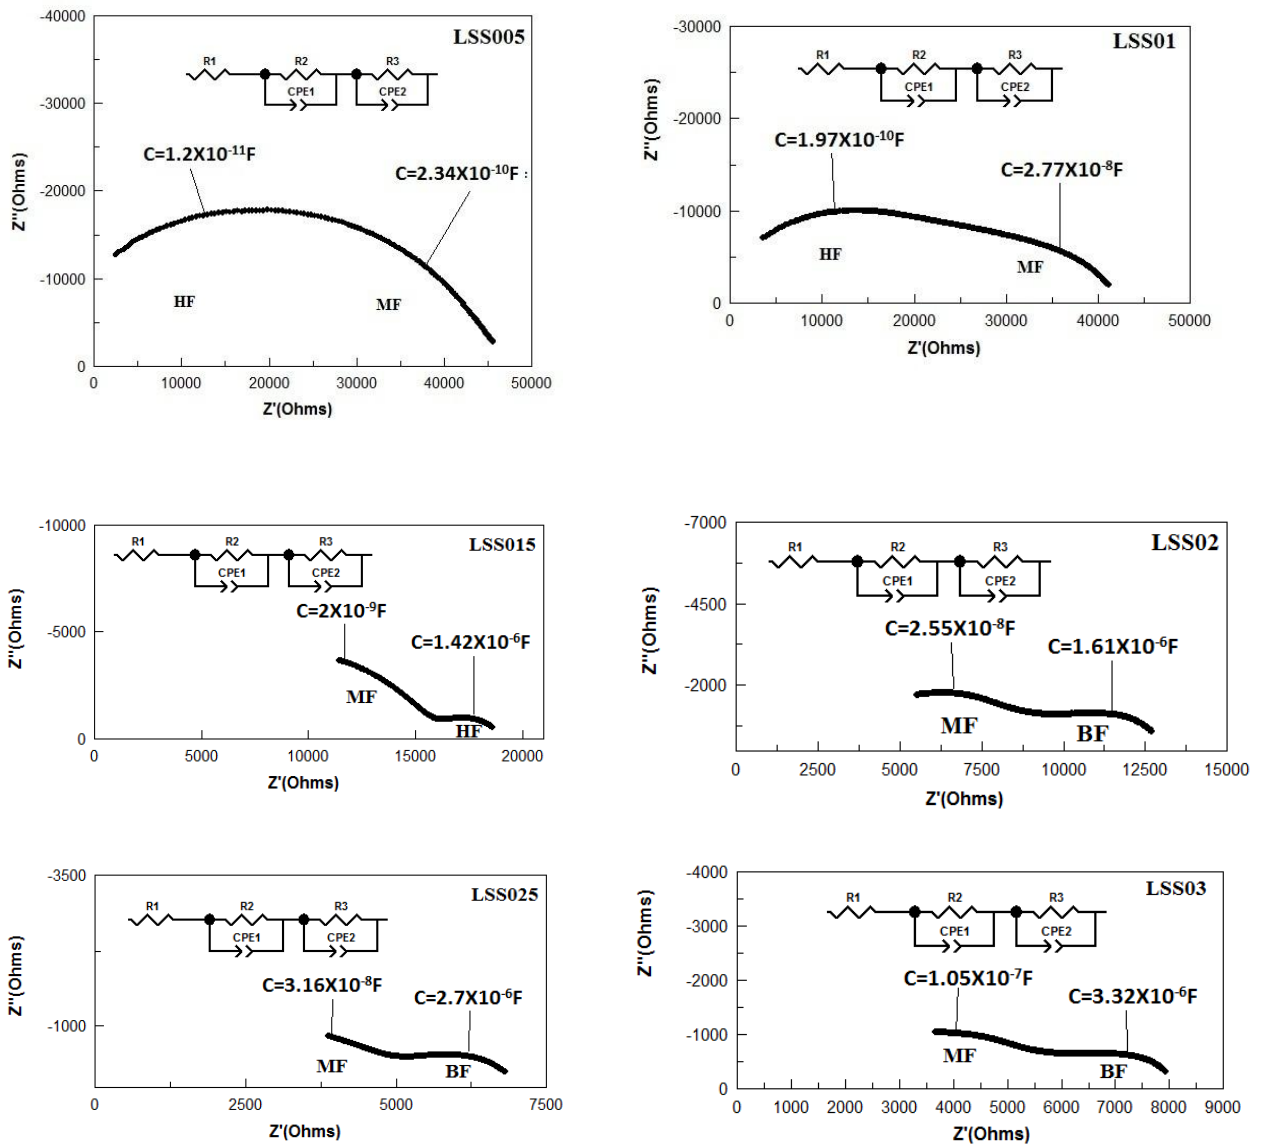 -40000
LSS005
R1 R2 R3
CPE1 CPE2
-30000
C=1.2X10-11F
C=2.34X10-10F :
-20000
Z''(Ohms)
-10000
HF MF
0
0 10000 20000 30000 40000 50000
Z'(Ohms)
-30000
LSS01
R1 R2 R3
CPE1 CPE2
-20000
C=1.97X10-10F
C=2.77X10-8F
Z''(Ohms)
-10000
HF MF
0
0 10000 20000 30000 40000 50000
Z'(Ohms)
-10000
LSS015
R1 R2 R3
CPE1 CPE2
C=2X10-9F
C=1.42X10-6F
-5000
Z''(Ohms)
MF
HF
0
0 5000 10000 15000 20000
Z'(Ohms)
-7000
LSS02
R1 R2 R3
CPE1 CPE2
-4500
C=2.55X10-8F
C=1.61X10-6F
Z''(Ohms)
-2000
MF BF
0 2500 5000 7500 10000 12500 15000
Z'(Ohms)
-3500
LSS025
R1 R2 R3
CPE1 CPE2
C=3.16X10-8F
C=2.7X10-6F
Z''(Ohms)
-1000
MF BF
0 2500 5000 7500
Z'(Ohms)
-4000
LSS03
R1 R2 R3
-3000
CPE1 CPE2
C=1.05X10-7F
-2000
C=3.32X10-6F
Z''(Ohms)
-1000
MF BF
0
0 1000 2000 3000 4000 5000 6000 7000 8000 9000
Z'(Ohms)